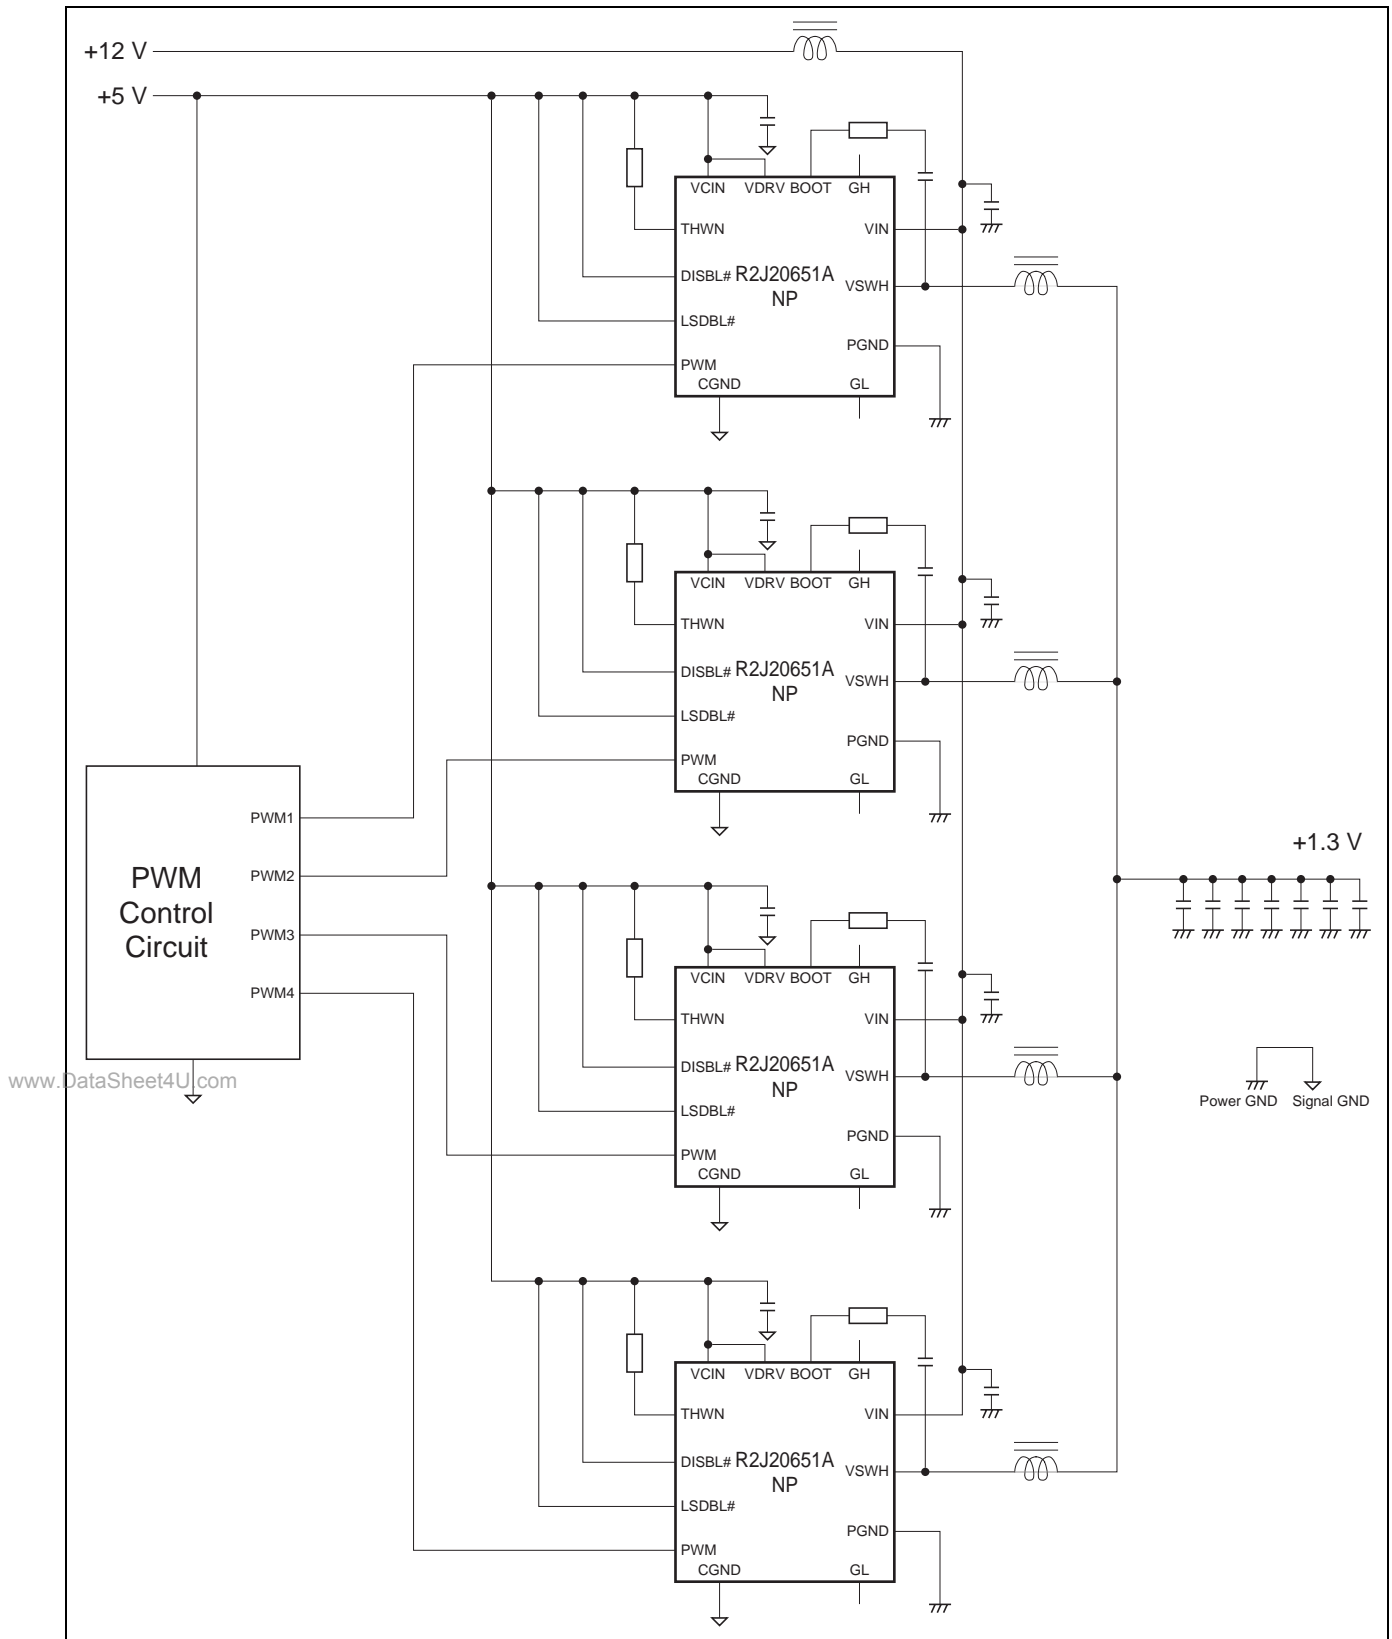 +12 V
+5 V
VCIN VDRV BOOT GH
THWN VIN
DISBL# R2J20651A NP VSWH
LSDBL#
PGND
PWM
CGND GL
VCIN VDRV BOOT GH
THWN VIN
DISBL# R2J20651A NP VSWH
LSDBL#
PGND
PWM
CGND GL
PWM Control Circuit
PWM1
PWM2
PWM3
PWM4
+1.3 V
VCIN VDRV BOOT GH
THWN VIN
DISBL# R2J20651A NP VSWH
LSDBL#
PGND
PWM
CGND GL
Power GND Signal GND
www.DataSheet4U.com
VCIN VDRV BOOT GH
THWN VIN
DISBL# R2J20651A NP VSWH
LSDBL#
PGND
PWM
CGND GL